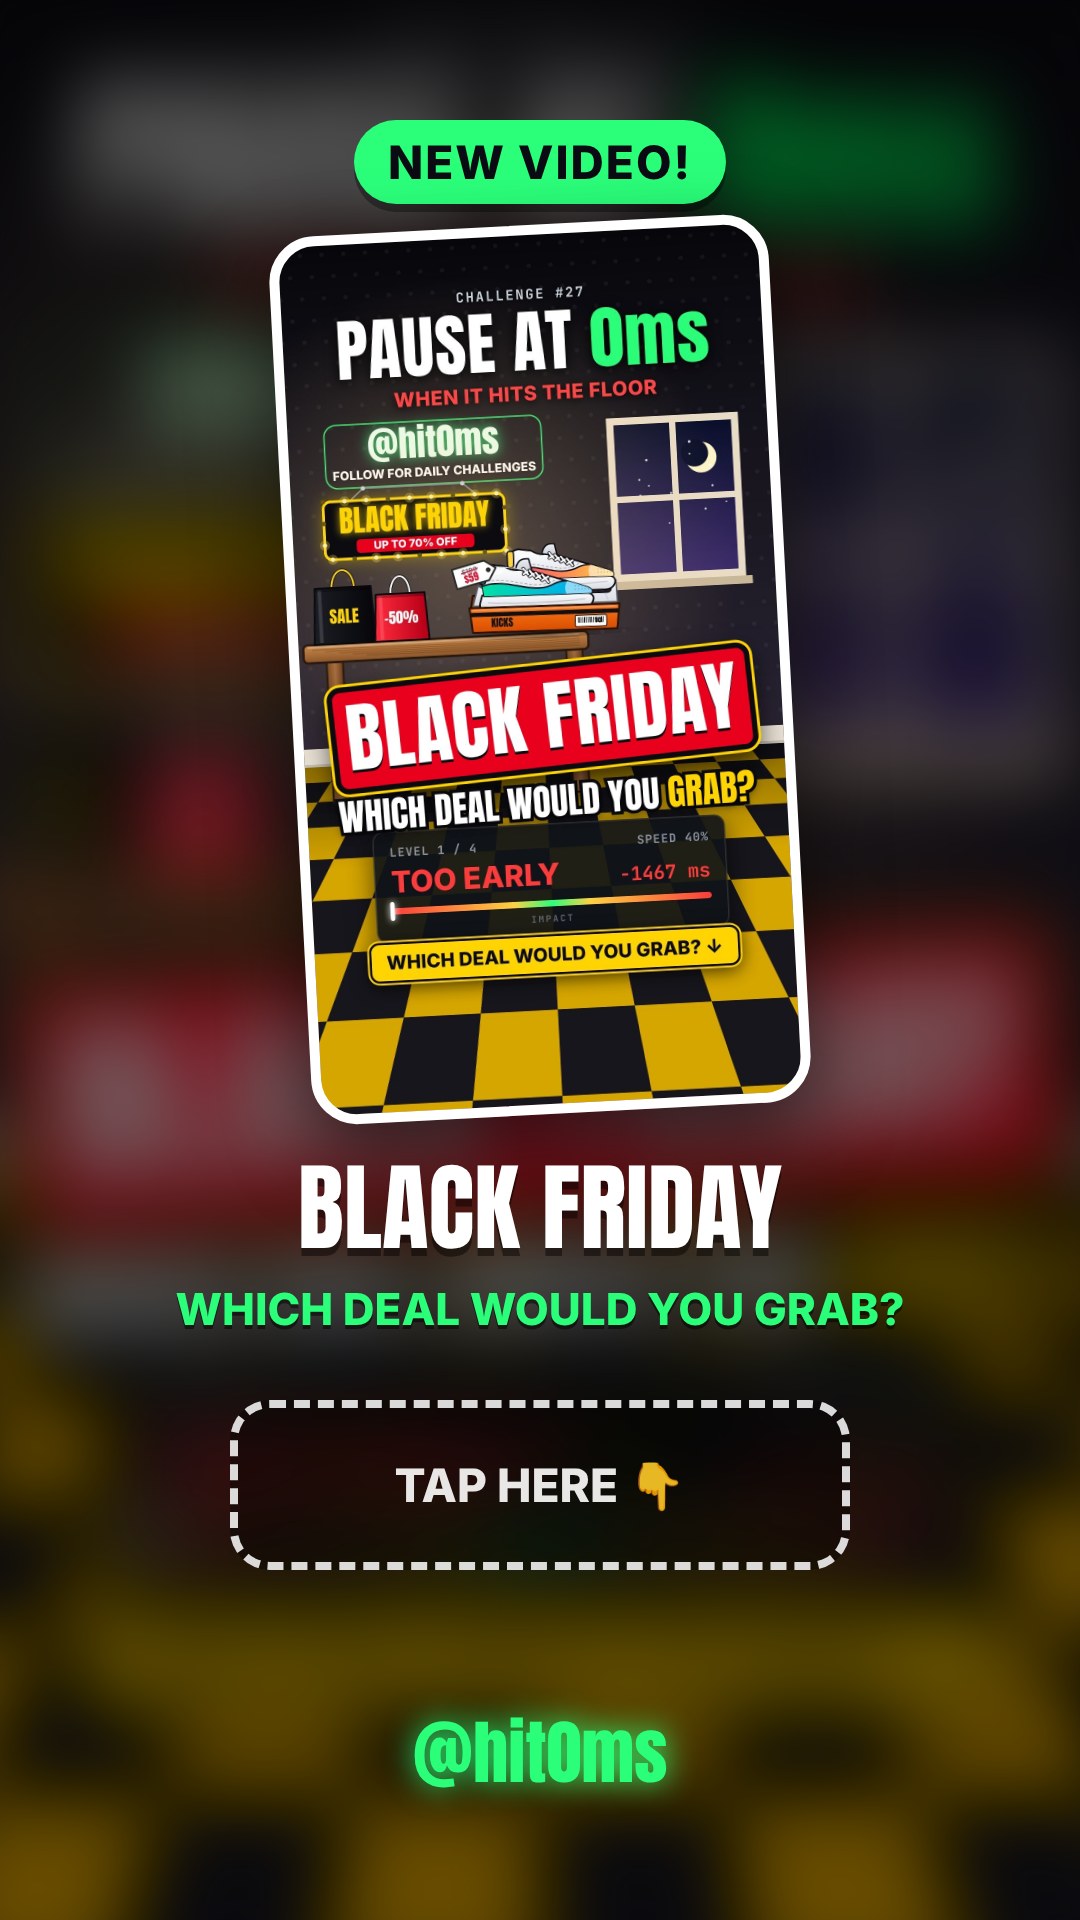 NEW VIDEO!
CHALLENGE #27
PAUSE AT 0ms
WHEN IT HITS THE FLOOR
@hit0ms
FOLLOW FOR DAILY CHALLENGES
BLACK FRIDAY
UP TO 70% OFF
$59
SALE
-50%
KICKS
BLACK FRIDAY
WHICH DEAL WOULD YOU GRAB?
LEVEL 1 / 4
SPEED 40%
TOO EARLY
-1467 ms
IMPACT
WHICH DEAL WOULD YOU GRAB? ↓
BLACK FRIDAY
WHICH DEAL WOULD YOU GRAB?
TAP HERE 👇
@hit0ms